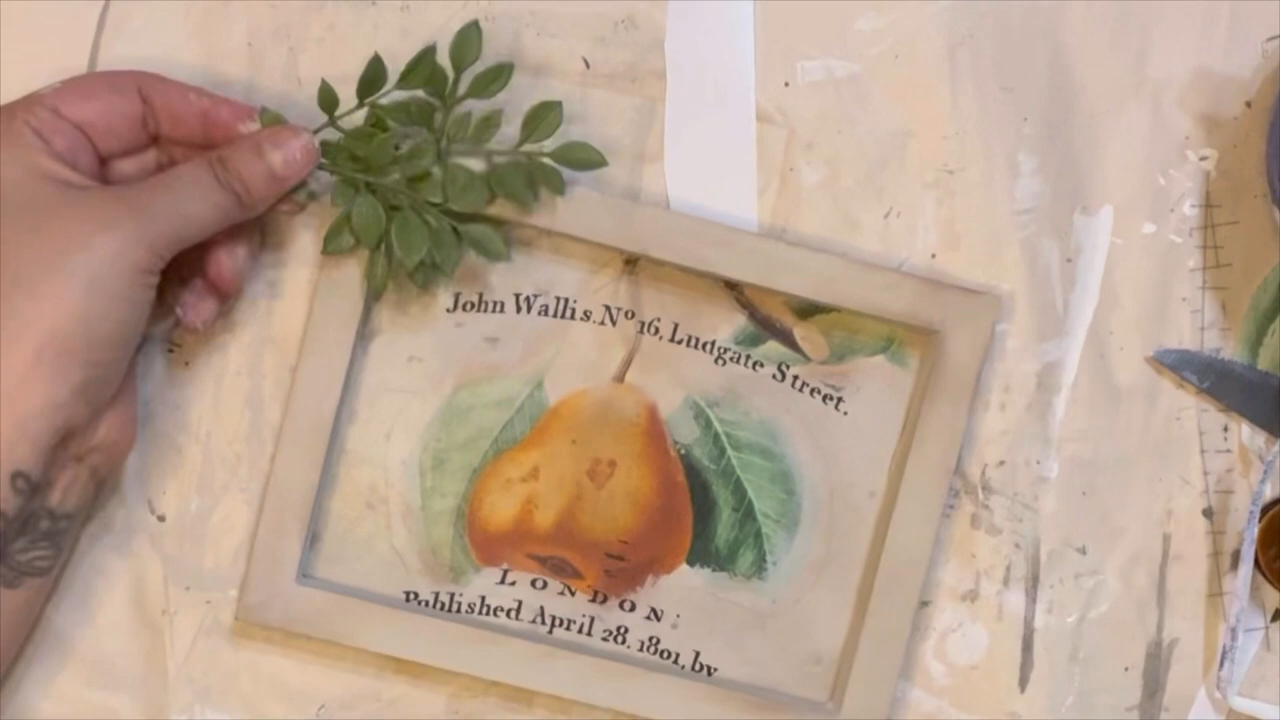 John Wallis. Nº 16, Ludgate Street.
LONDON:
Published April 28. 1801, by